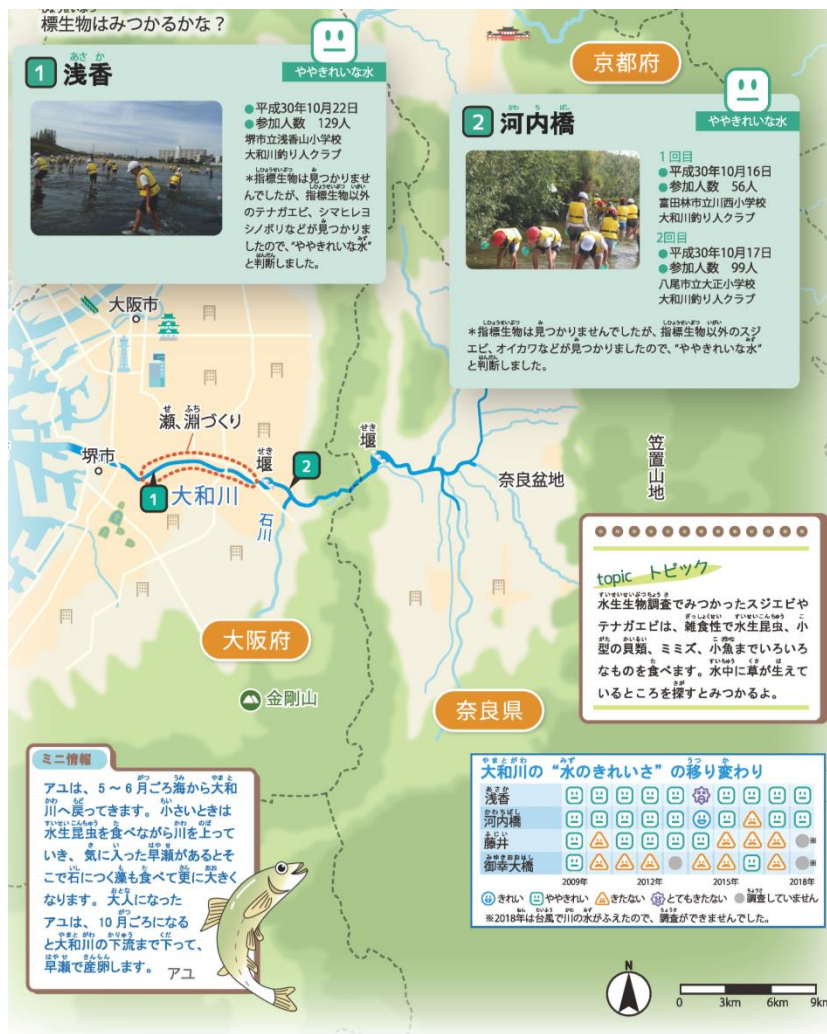 標生物はみつかるかな？
1 浅香
ややきれいな水
●平成30年10月22日
●参加人数 129人
堺市立浅香山小学校
大和川釣り人クラブ
＊指標生物は見つかりませ
んでしたが、指標生物以外
のテナガエビ、シマヒレヨ
シノボリなどが見つかりま
したので、“ややきれいな水”
と判断しました。
京都府
2 河内橋
ややきれいな水
1回目
●平成30年10月16日
●参加人数 56人
富田林市立川西小学校
大和川釣り人クラブ
2回目
●平成30年10月17日
●参加人数 99人
八尾市立大正小学校
大和川釣り人クラブ
＊指標生物は見つかりませんでしたが、指標生物以外のスジ
エビ、オイカワなどが見つかりましたので、“ややきれいな水”
と判断しました。
大阪市
瀬、淵づくり
堺市
堰
堰
1
2
大和川
石川
奈良盆地
笠置山地
大阪府
金剛山
奈良県
topic トピック
水生生物調査でみつかったスジエビや
テナガエビは、雑食性で水生昆虫、小
型の貝類、ミミズ、小魚までいろいろ
なものを食べます。水中に草が生えて
いるところを探すとみつかるよ。
ミニ情報
アユは、5～6月ごろ海から大和
川へ戻ってきます。小さいときは
水生昆虫を食べながら川を上って
いき、気に入った早瀬があるとそ
こで石につく藻も食べて更に大きく
なります。大人になった
アユは、10月ごろになる
と大和川の下流まで下って、
早瀬で産卵します。
アユ
大和川の“水のきれいさ”の移り変わり
浅香
河内橋
藤井
※
御幸大橋
※
2009年 2012年 2015年 2018年
きれい ややきれい きたない とてもきたない 調査していません
※2018年は台風で川の水がふえたので、調査ができませんでした。
N
0 3km 6km 9km